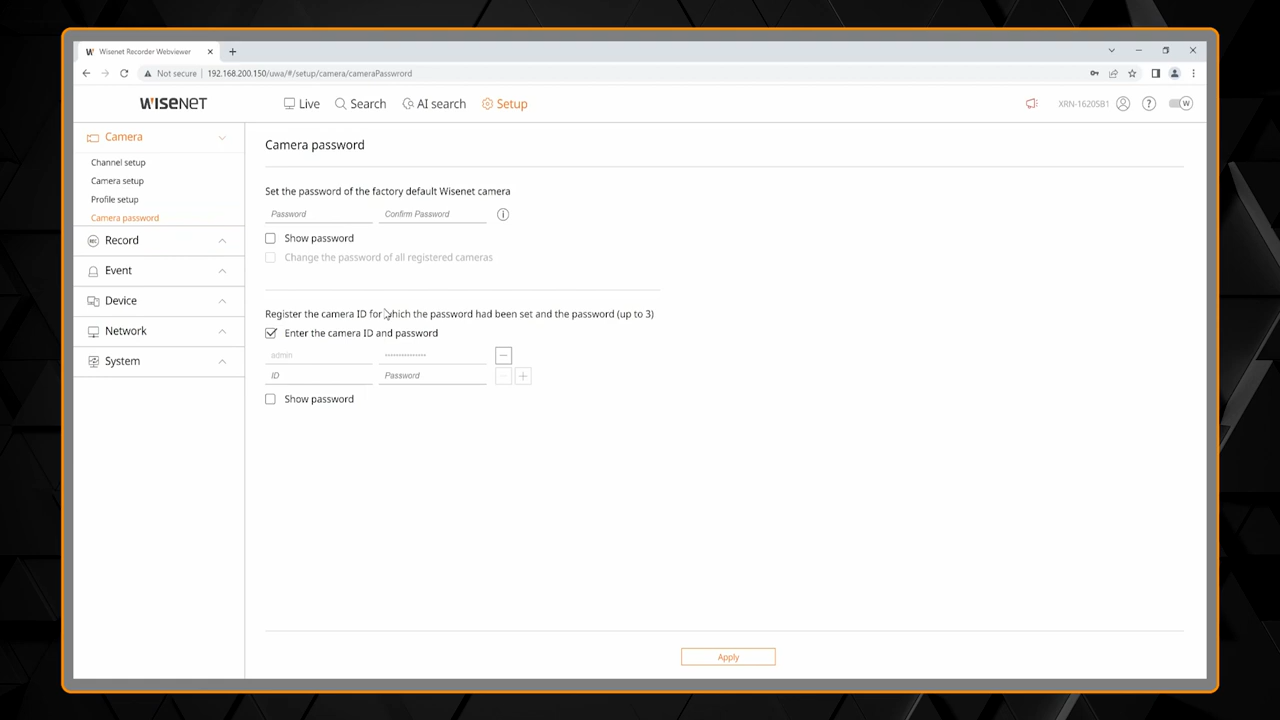 Wisenet Recorder Webviewer
Not secure 192.168.200.150/uwa/#/setup/camera/cameraPassword
WISENET Live Search AI search Setup XRN-1620SB1 ? W
Camera
Channel setup
Camera setup
Profile setup
Camera password
REC Record
Event
Device
Network
System
Camera password
Set the password of the factory default Wisenet camera
Password Confirm Password i
Show password
Change the password of all registered cameras
Register the camera ID for which the password had been set and the password (up to 3)
Enter the camera ID and password
admin
ID Password
Show password
Apply